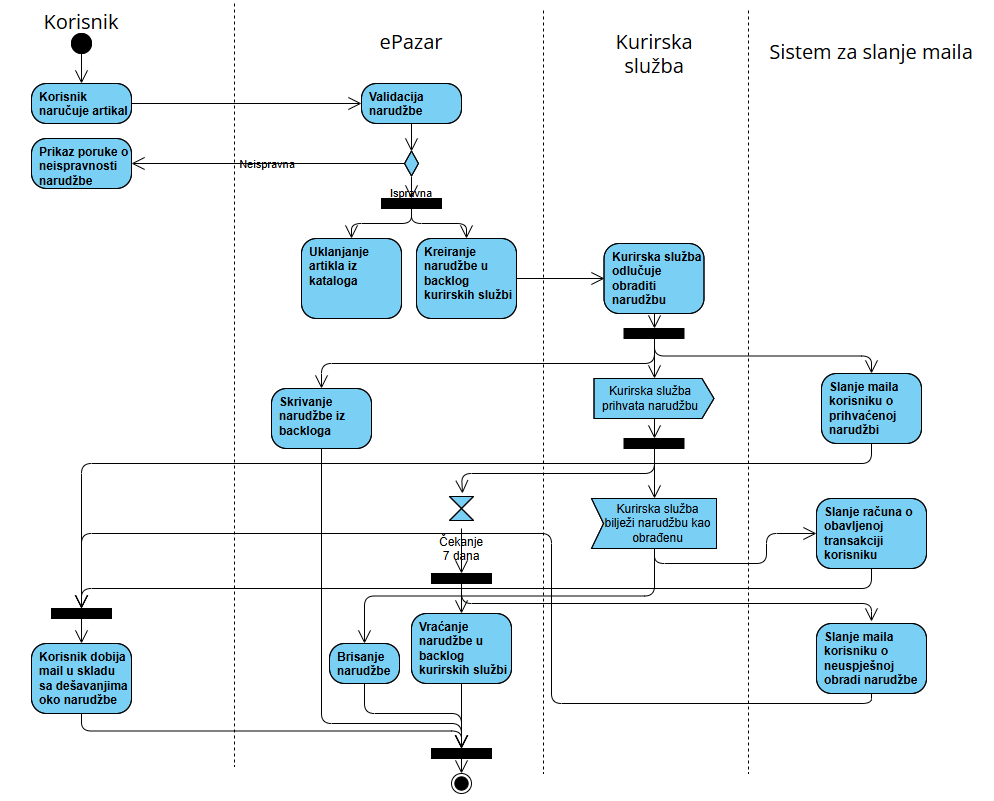 Korisnik
ePazar
Kurirska
služba
Sistem za slanje maila
Korisnik
naručuje artikal
Validacija
narudžbe
Prikaz poruke o
neispravnosti
narudžbe
Neispravna
Ispravna
Uklanjanje
artikla iz
kataloga
Kreiranje
narudžbe u
backlog
kurirskih službi
Kurirska služba
odlučuje
obraditi
narudžbu
Skrivanje
narudžbe iz
backloga
Kurirska služba
prihvata narudžbu
Slanje maila
korisniku o
prihvaćenoj
narudžbi
Čekanje
7 dana
Kurirska služba
bilježi narudžbu kao
obrađenu
Slanje računa o
obavljenoj
transakciji
korisniku
Korisnik dobija
mail u skladu
sa dešavanjima
oko narudžbe
Brisanje
narudžbe
Vraćanje
narudžbe u
backlog
kurirskih službi
Slanje maila
korisniku o
neuspješnoj
obradi narudžbe